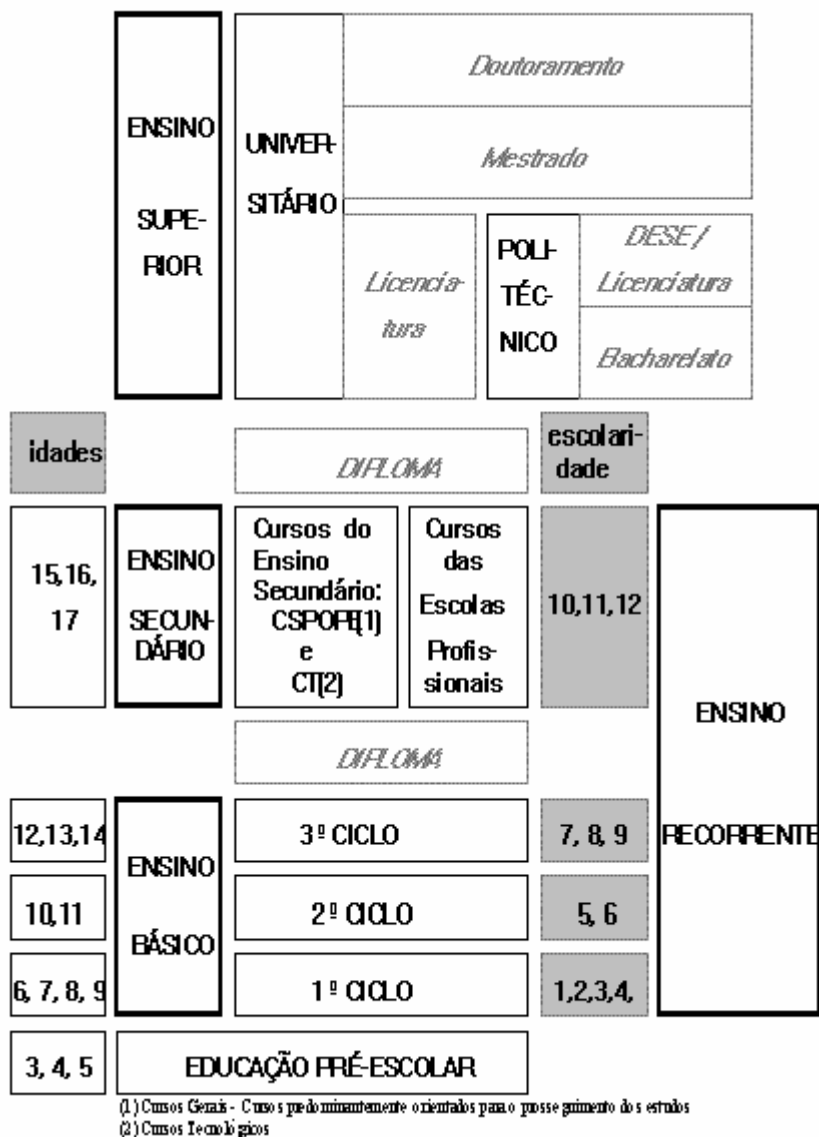 Doutoramento
ENSINO
SUPE-
RIOR
UNIVER-
SITÁRIO
Mestrado
Licencia-
tura
POLI-
TÉC-
NICO
DESE/
Licenciatura
Bacharelato
idades
DIPLOMA
escolari-
dade
15,16,
17
ENSINO
SECUN-
DÁRIO
Cursos do
Ensino
Secundário:
CSPOPE(1)
e
CT(2)
Cursos
das
Escolas
Profis-
sionais
10,11,12
ENSINO
RECORRENTE
DIPLOMA
12,13,14
ENSINO
BÁSICO
3º CICLO
7, 8, 9
10,11
2º CICLO
5, 6
6, 7, 8, 9
1º CICLO
1,2,3,4,
3, 4, 5
EDUCAÇÃO PRÉ-ESCOLAR
(1) Cursos Gerais - Cursos predominantemente orientados para o prosseguimento dos estudos
(2) Cursos Tecnológicos